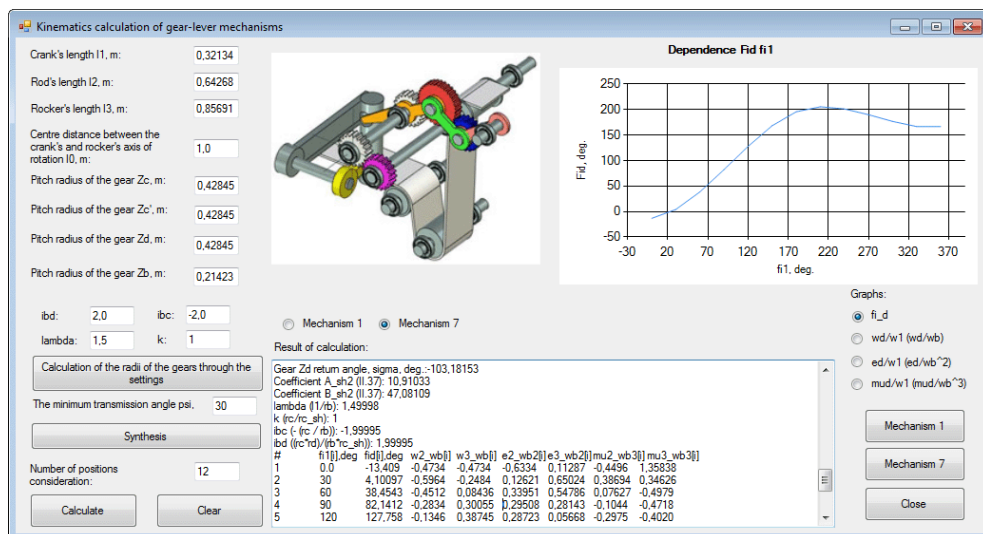 Kinematics calculation of gear-lever mechanisms
Crank's length l1, m: 0,32134
Rod's length l2, m: 0,64268
Rocker's length l3, m: 0,85691
Centre distance between the
crank's and rocker's axis of
rotation l0, m: 1,0
Pitch radius of the gear Zc, m: 0,42845
Pitch radius of the gear Zc', m: 0,42845
Pitch radius of the gear Zd, m: 0,42845
Pitch radius of the gear Zb, m: 0,21423
ibd: 2,0 ibc: -2,0
lambda: 1,5 k: 1
Calculation of the radii of the gears through the
settings
The minimum transmission angle psi, 30
Synthesis
Number of positions
consideration: 12
Calculate Clear
Dependence Fid fi1
Fid, deg.
250
200
150
100
50
0
-50
-30 20 70 120 170 220 270 320 370
fi1, deg.
Mechanism 1 Mechanism 7
Result of calculation:
Gear Zd return angle, sigma, deg.:-103,18153
Coefficient A_sh2 (II.37): 10,91033
Coefficient B_sh2 (II.37): 47,08109
lambda (l1/rb): 1,49998
k (rc/rc_sh): 1
ibc (- (rc / rb)): -1,99995
ibd ((rc*rd)/(rb*rc_sh)): 1,99995
# fi1[i],deg fid[i],deg w2_wb[i] w3_wb[i] e2_wb2[i] e3_wb2[i] mu2_wb3[i] mu3_wb3[i]
1 0.0 -13,409 -0,4734 -0,4734 -0,6334 0,11287 -0,4496 1,35838
2 30 4,10097 -0,5964 -0,2484 0,12621 0,65024 0,38694 0,34626
3 60 38,4543 -0,4512 0,08436 0,33951 0,54786 0,07627 -0,4979
4 90 82,1412 -0,2834 0,30055 0,29508 0,28143 -0,1044 -0,4718
5 120 127,758 -0,1346 0,38745 0,28723 0,05668 -0,2975 -0,4020
Graphs:
fi_d
wd/w1 (wd/wb)
ed/w1 (ed/wb^2)
mud/w1 (mud/wb^3)
Mechanism 1
Mechanism 7
Close